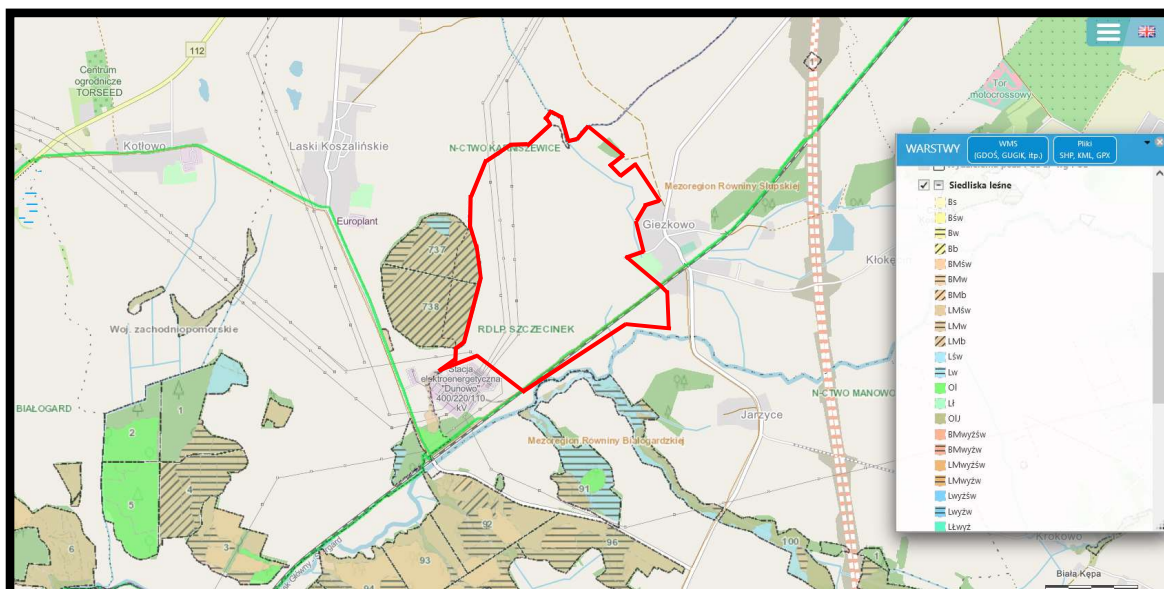 112
Centrum
ogrodnicze
TORSEED
Kotłowo
Laski Koszalińskie
N-CTWO KARNISZEWICE
Mezoregion Równiny Słupskiej
Europlant
Giezkowo
Kłokęcin
1
Tor
motocrossowy
737
738
Woj. zachodniopomorskie
RDLP SZCZECINEK
Stacja
elektroenergetyczna
"Dunowo"
400/220/110
kV
BIAŁOGARD
N-CTWO MANOWO
Jarzyce
Mezoregion Równiny Białogardzkiej
1
2
4
5
3
6
91
92
93
94
96
100
Krokowo
Biała Kępa
WARSTWY
WMS
(GDOŚ, GUGIK, itp.)
Pliki
SHP, KML, GPX
Siedliska leśne
Bs
Bśw
Bw
Bb
BMśw
BMw
BMb
LMśw
LMw
LMb
Lśw
Lw
Ol
Lł
OlJ
BMwyżśw
BMwyżw
LMwyżśw
LMwyżw
Lwyżśw
Lwyżw
LŁwyż